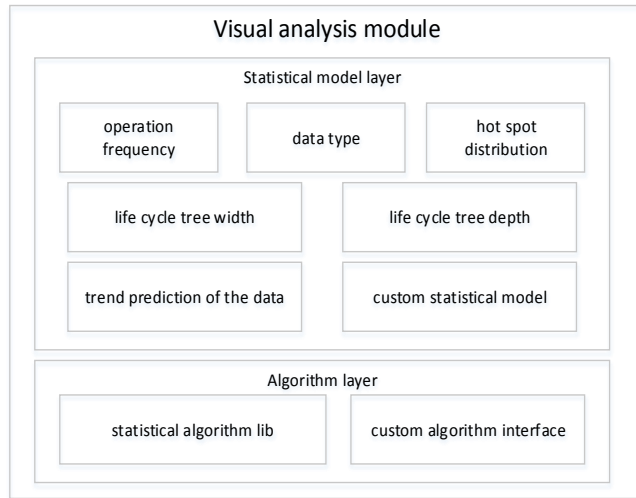 Visual analysis module
Statistical model layer
operation
frequency
data type
hot spot
distribution
life cycle tree width
life cycle tree depth
trend prediction of the data
custom statistical model
Algorithm layer
statistical algorithm lib
custom algorithm interface